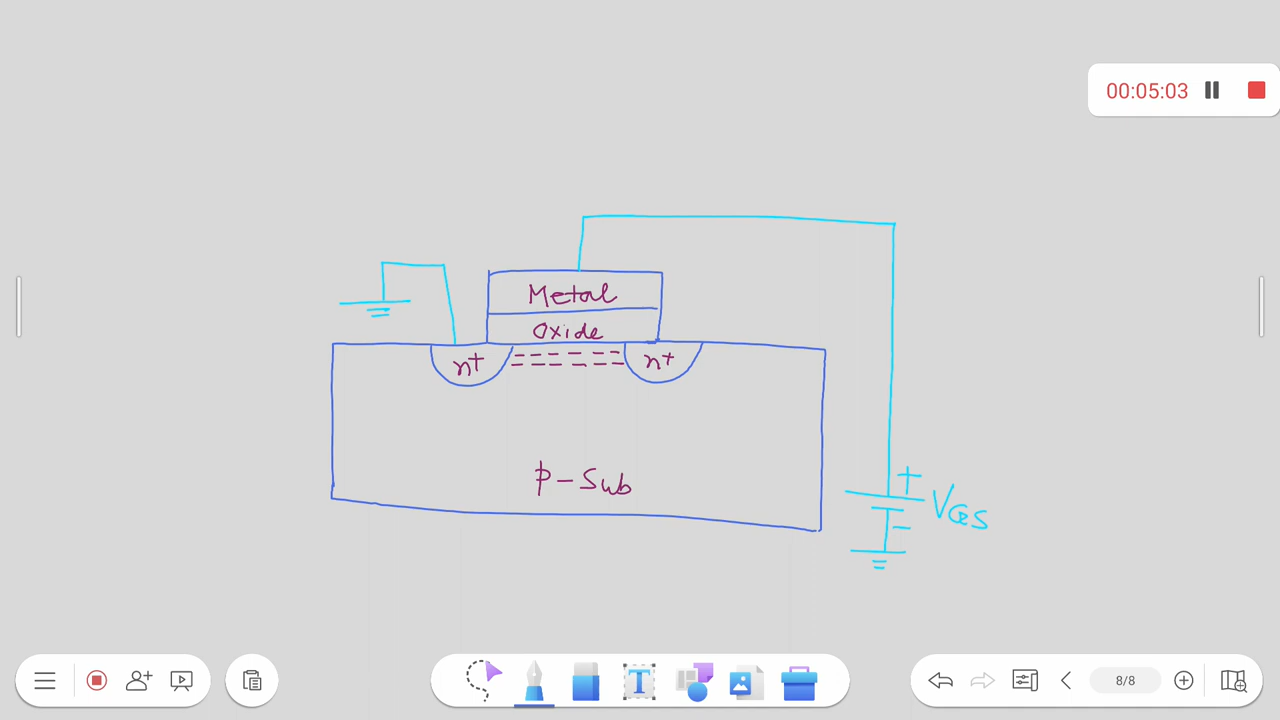 00:05:03
Metal
Oxide
n+ n+
p-Sub
+
VGS
-
8/8